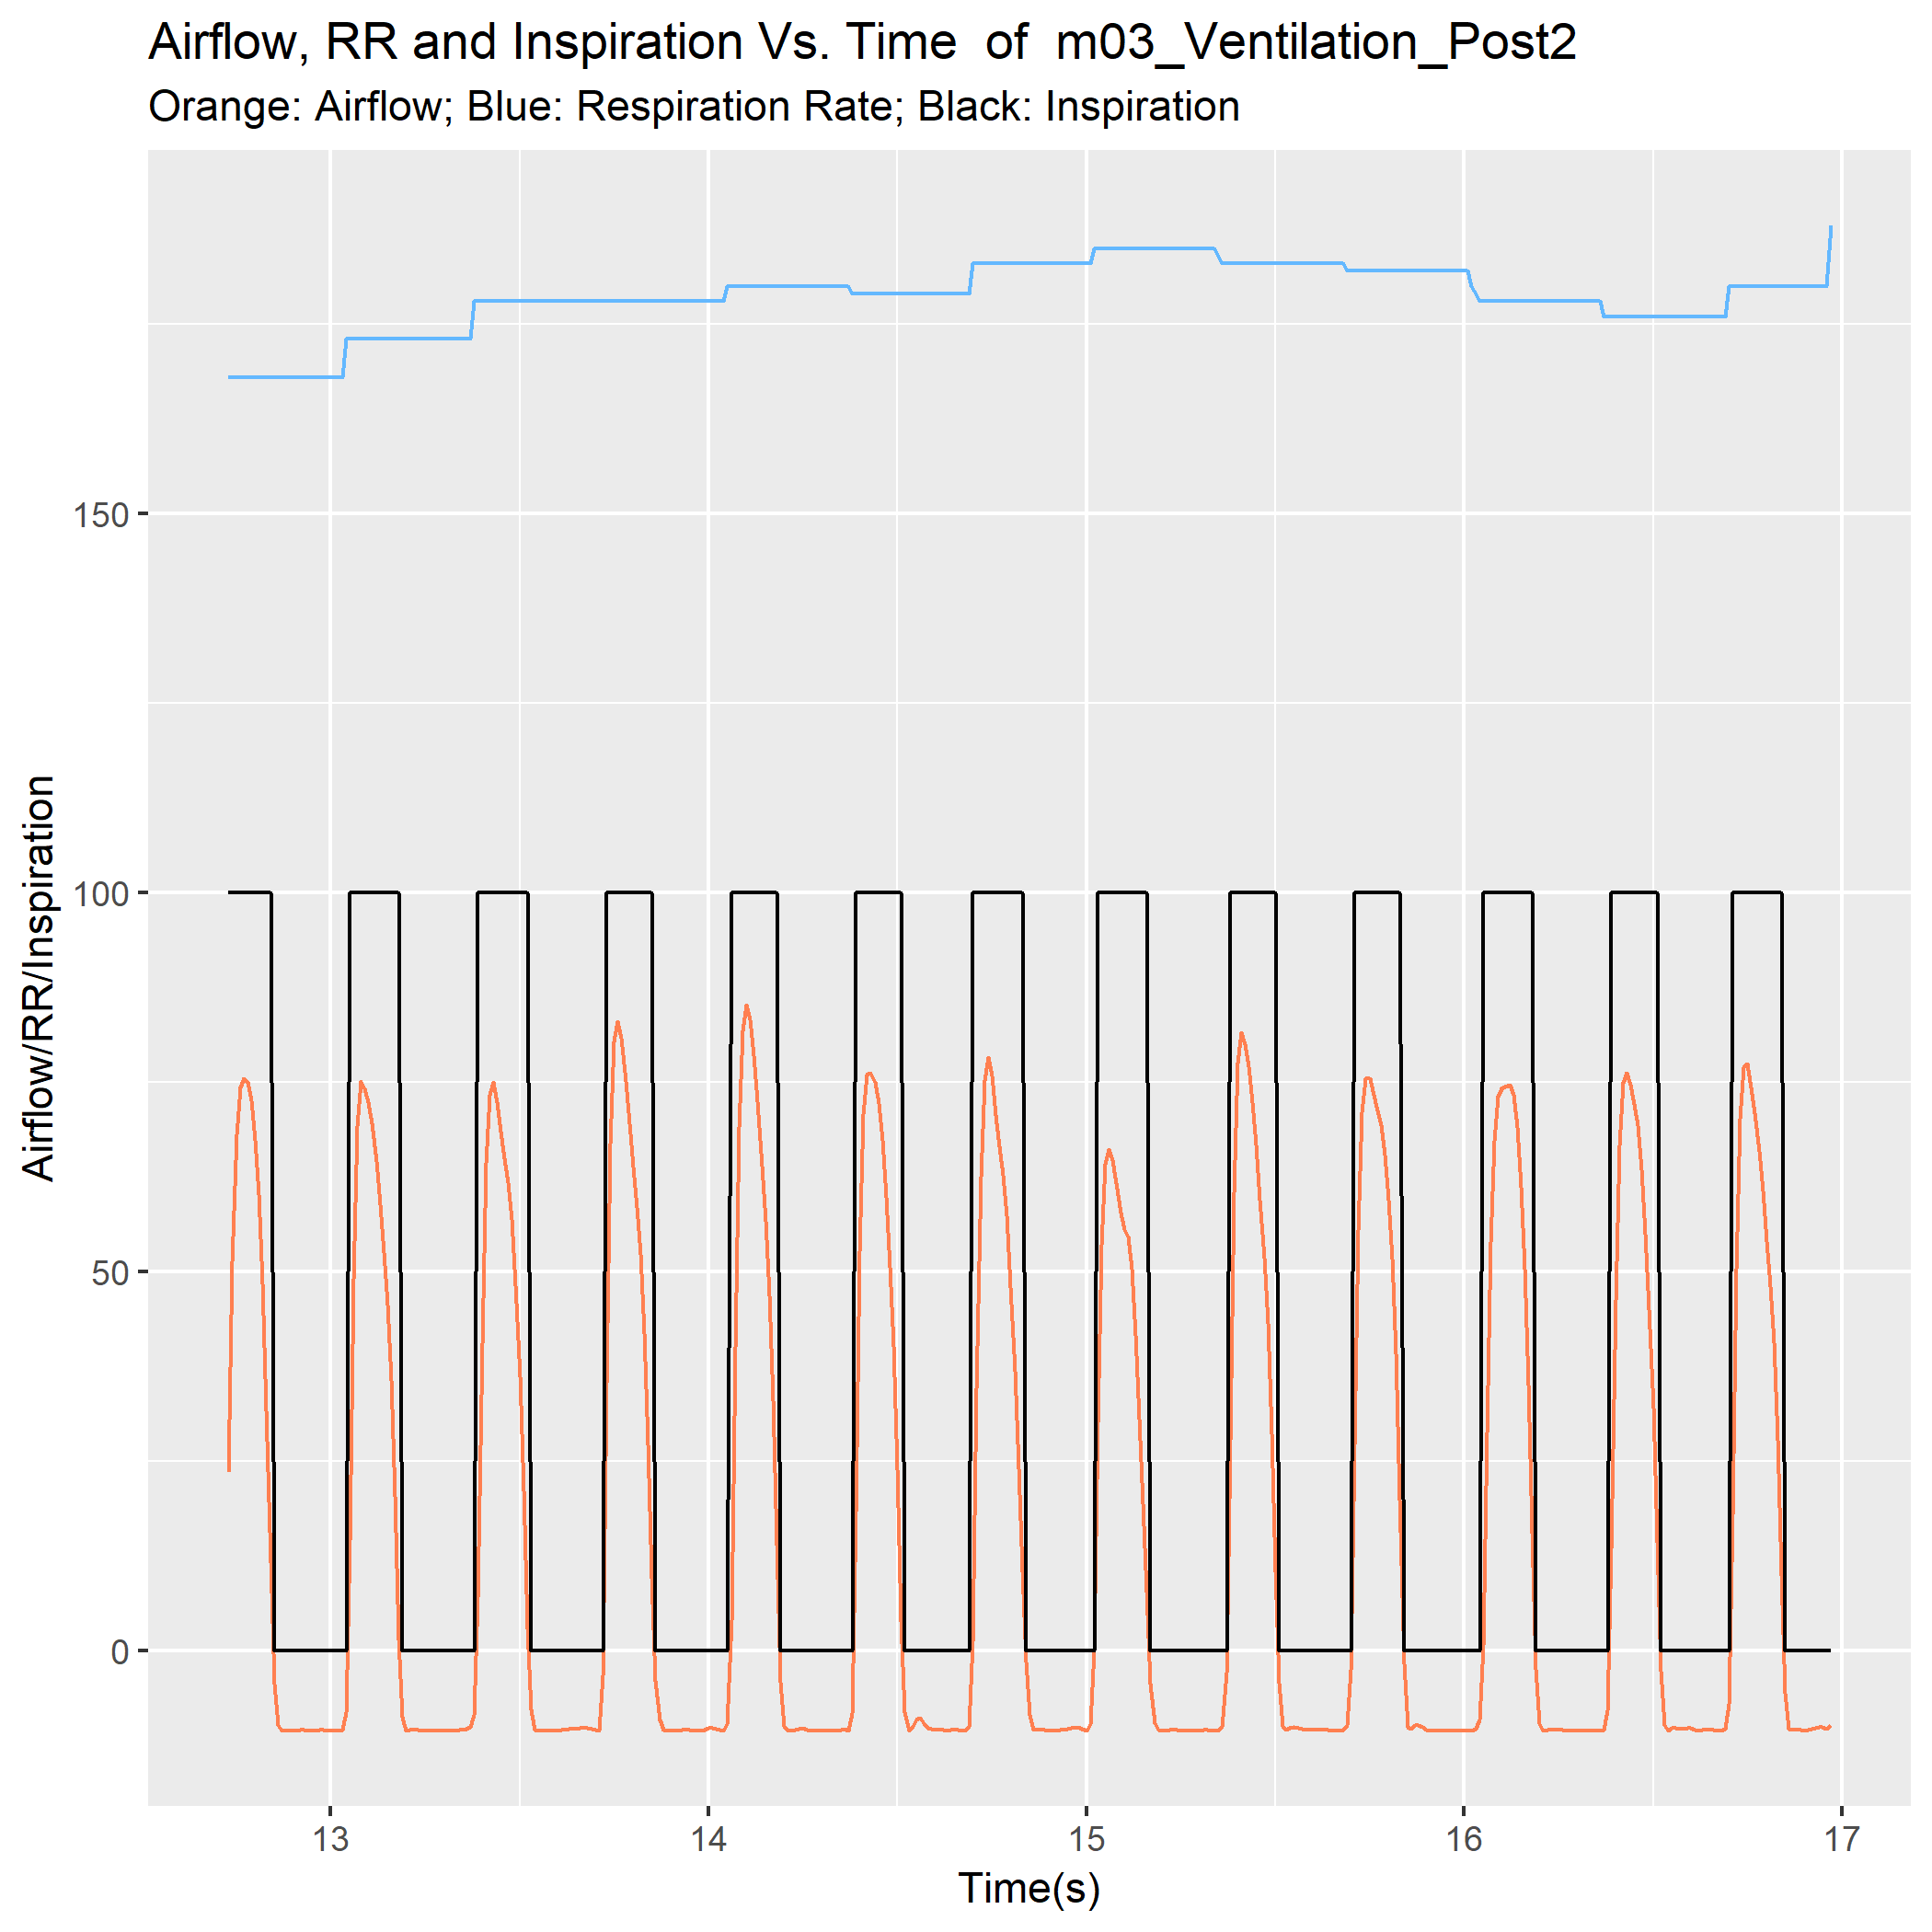 Airflow, RR and Inspiration Vs. Time  of  m03_Ventilation_Post2
Orange: Airflow; Blue: Respiration Rate; Black: Inspiration
Airflow/RR/Inspiration
150
100
50
0
13 14 15 16 17
Time(s)